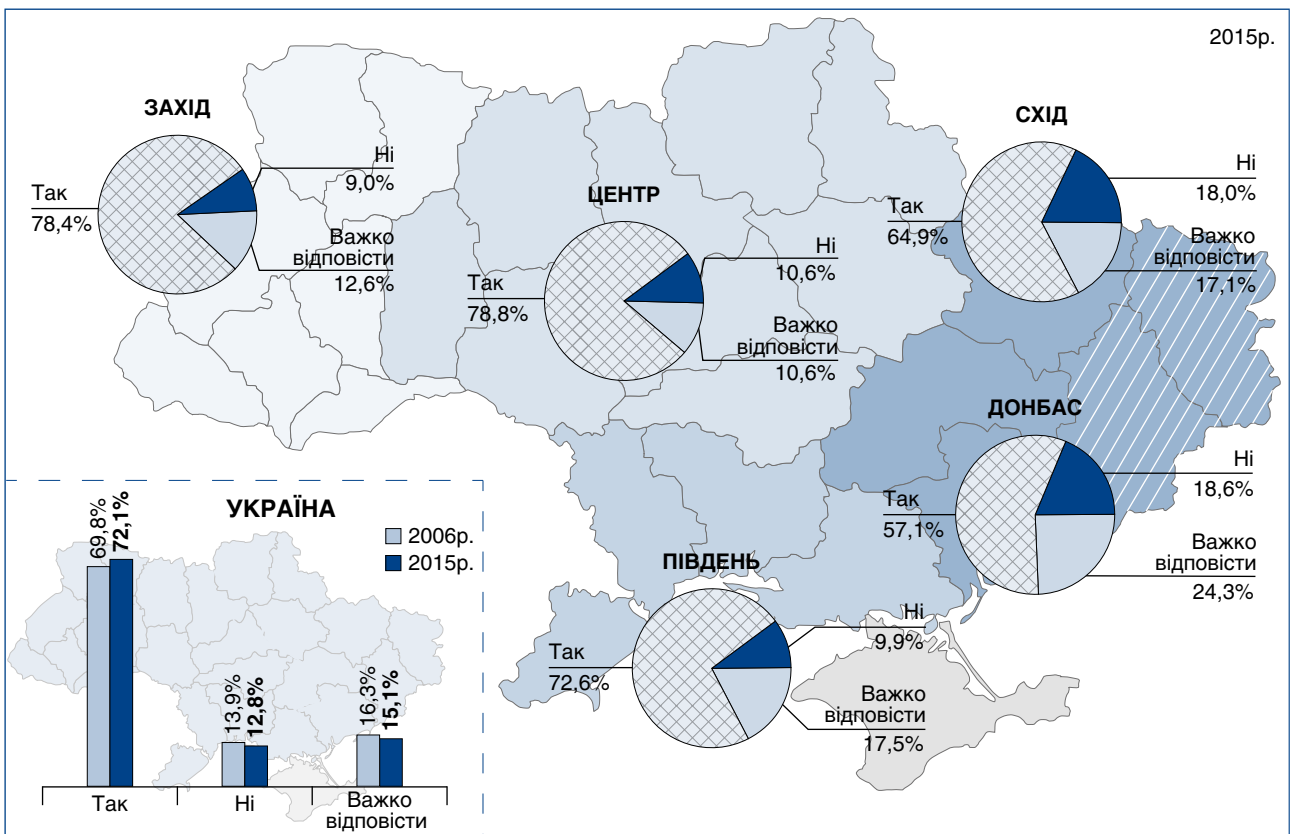 2015р.
ЗАХІД
Так
78,4%
Ні
9,0%
Важко
відповісти
12,6%
ЦЕНТР
Так
78,8%
Ні
10,6%
Важко
відповісти
10,6%
СХІД
Так
64,9%
Ні
18,0%
Важко
відповісти
17,1%
ДОНБАС
Так
57,1%
Ні
18,6%
Важко
відповісти
24,3%
ПІВДЕНЬ
Так
72,6%
Ні
9,9%
Важко
відповісти
17,5%
УКРАЇНА
2006р.
2015р.
69,8%
72,1%
13,9%
12,8%
16,3%
15,1%
Так
Ні
Важко
відповісти